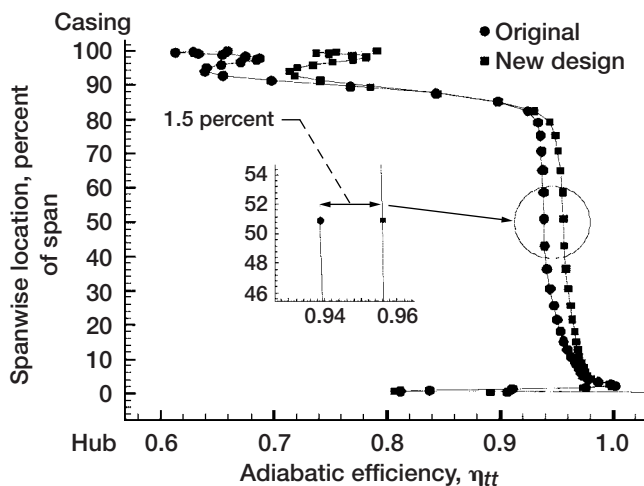 Casing
Original
New design
100
90
80
70
60
50
40
30
20
10
0
Spanwise location, percent
of span
1.5 percent
54
52
50
48
46
0.94 0.96
Hub 0.6 0.7 0.8 0.9 1.0
Adiabatic efficiency, ηtt